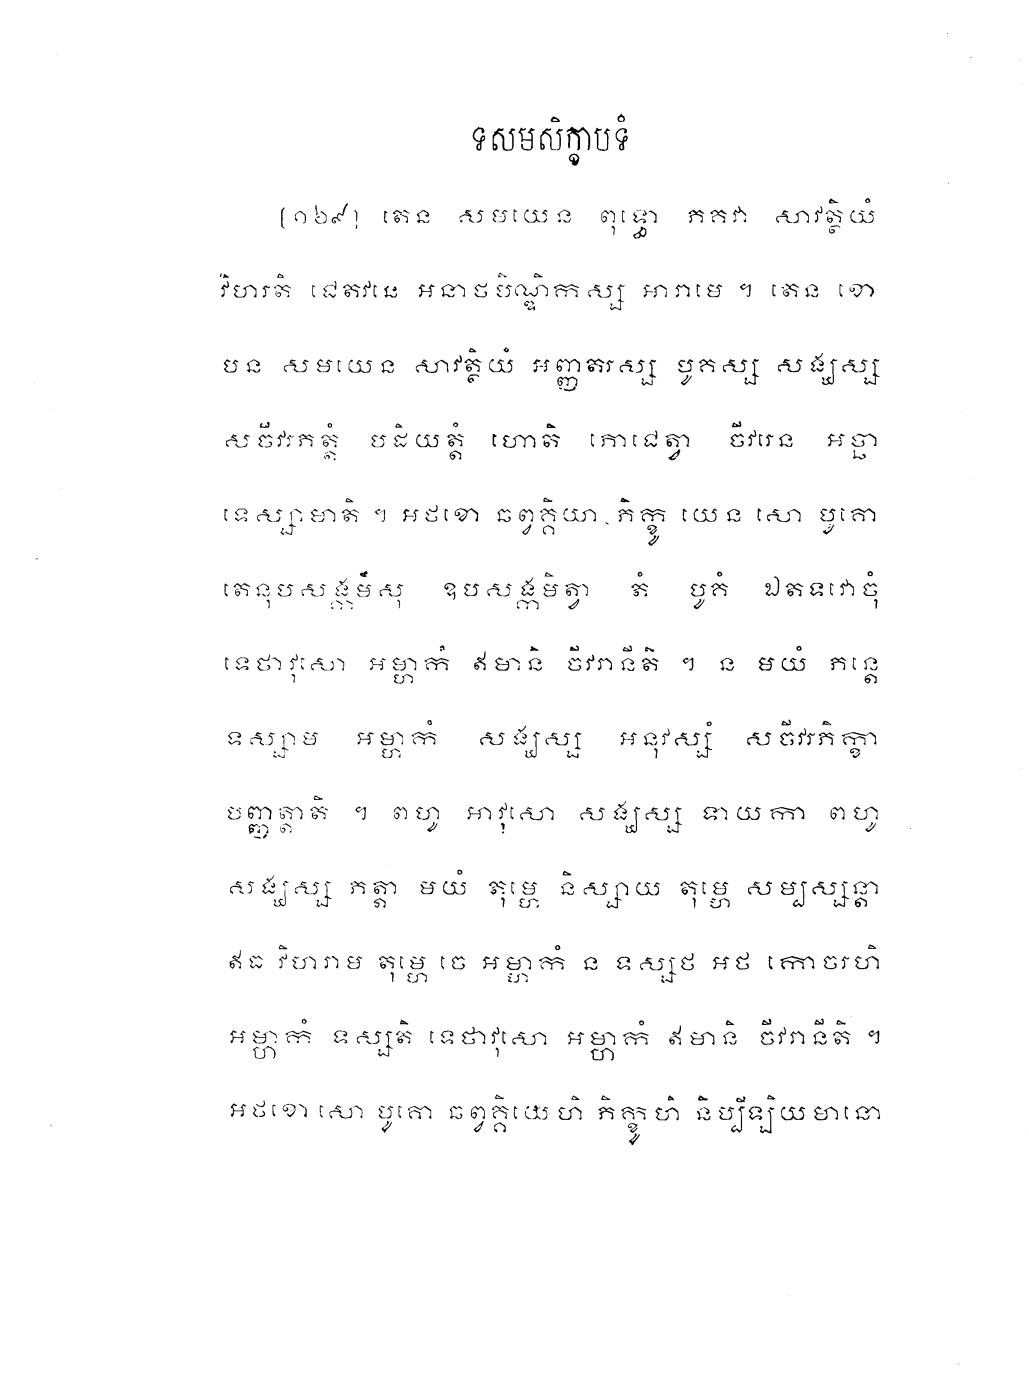 ទសមសិក្ខាបទំ
(១៦៩) តេន សមយេន ពុទ្ធោ ភគវា សាវត្ថិយំ
វិហរតិ ជេតវនេ អនាថបិណ្ឌិកស្ស អារាមេ ។ តេន ខោ
បន សមយេន សាវត្ថិយំ អញ្ញតរស្ស បូគស្ស សង្ឃស្ស
សចីវរភត្តំ បដិយត្តំ ហោតិ ភោជេត្វា ចីវរេន អច្ឆា
ទេស្សាមាតិ ។ អថខោ ឆព្វគ្គិយា ភិក្ខូ យេន សោ បូគោ
តេនុបសង្កមឹសុ ឧបសង្កមិត្វា តំ បូគំ ឯតទវោចុំ
ទេថាវុសោ អម្ហាកំ ឥមានិ ចីវរានីតិ ។ ន មយំ ភន្តេ
ទស្សាម អម្ហាកំ សង្ឃស្ស អនុវស្សំ សចីវរភិក្ខា
បញ្ញត្តាតិ ។ ពហូ អាវុសោ សង្ឃស្ស ទាយកា ពហូ
សង្ឃស្ស ភត្តា មយំ តុម្ហេ និស្សាយ តុម្ហេ សម្បស្សន្តា
ឥធ វិហរាម តុម្ហេ ចេ អម្ហាកំ ន ទស្សថ អថ កោចរហិ
អម្ហាកំ ទស្សតិ ទេថាវុសោ អម្ហាកំ ឥមានិ ចីវរានីតិ ។
អថខោ សោ បូគោ ឆព្វគ្គិយេហិ ភិក្ខូហិ និប្បីឡិយមានោ